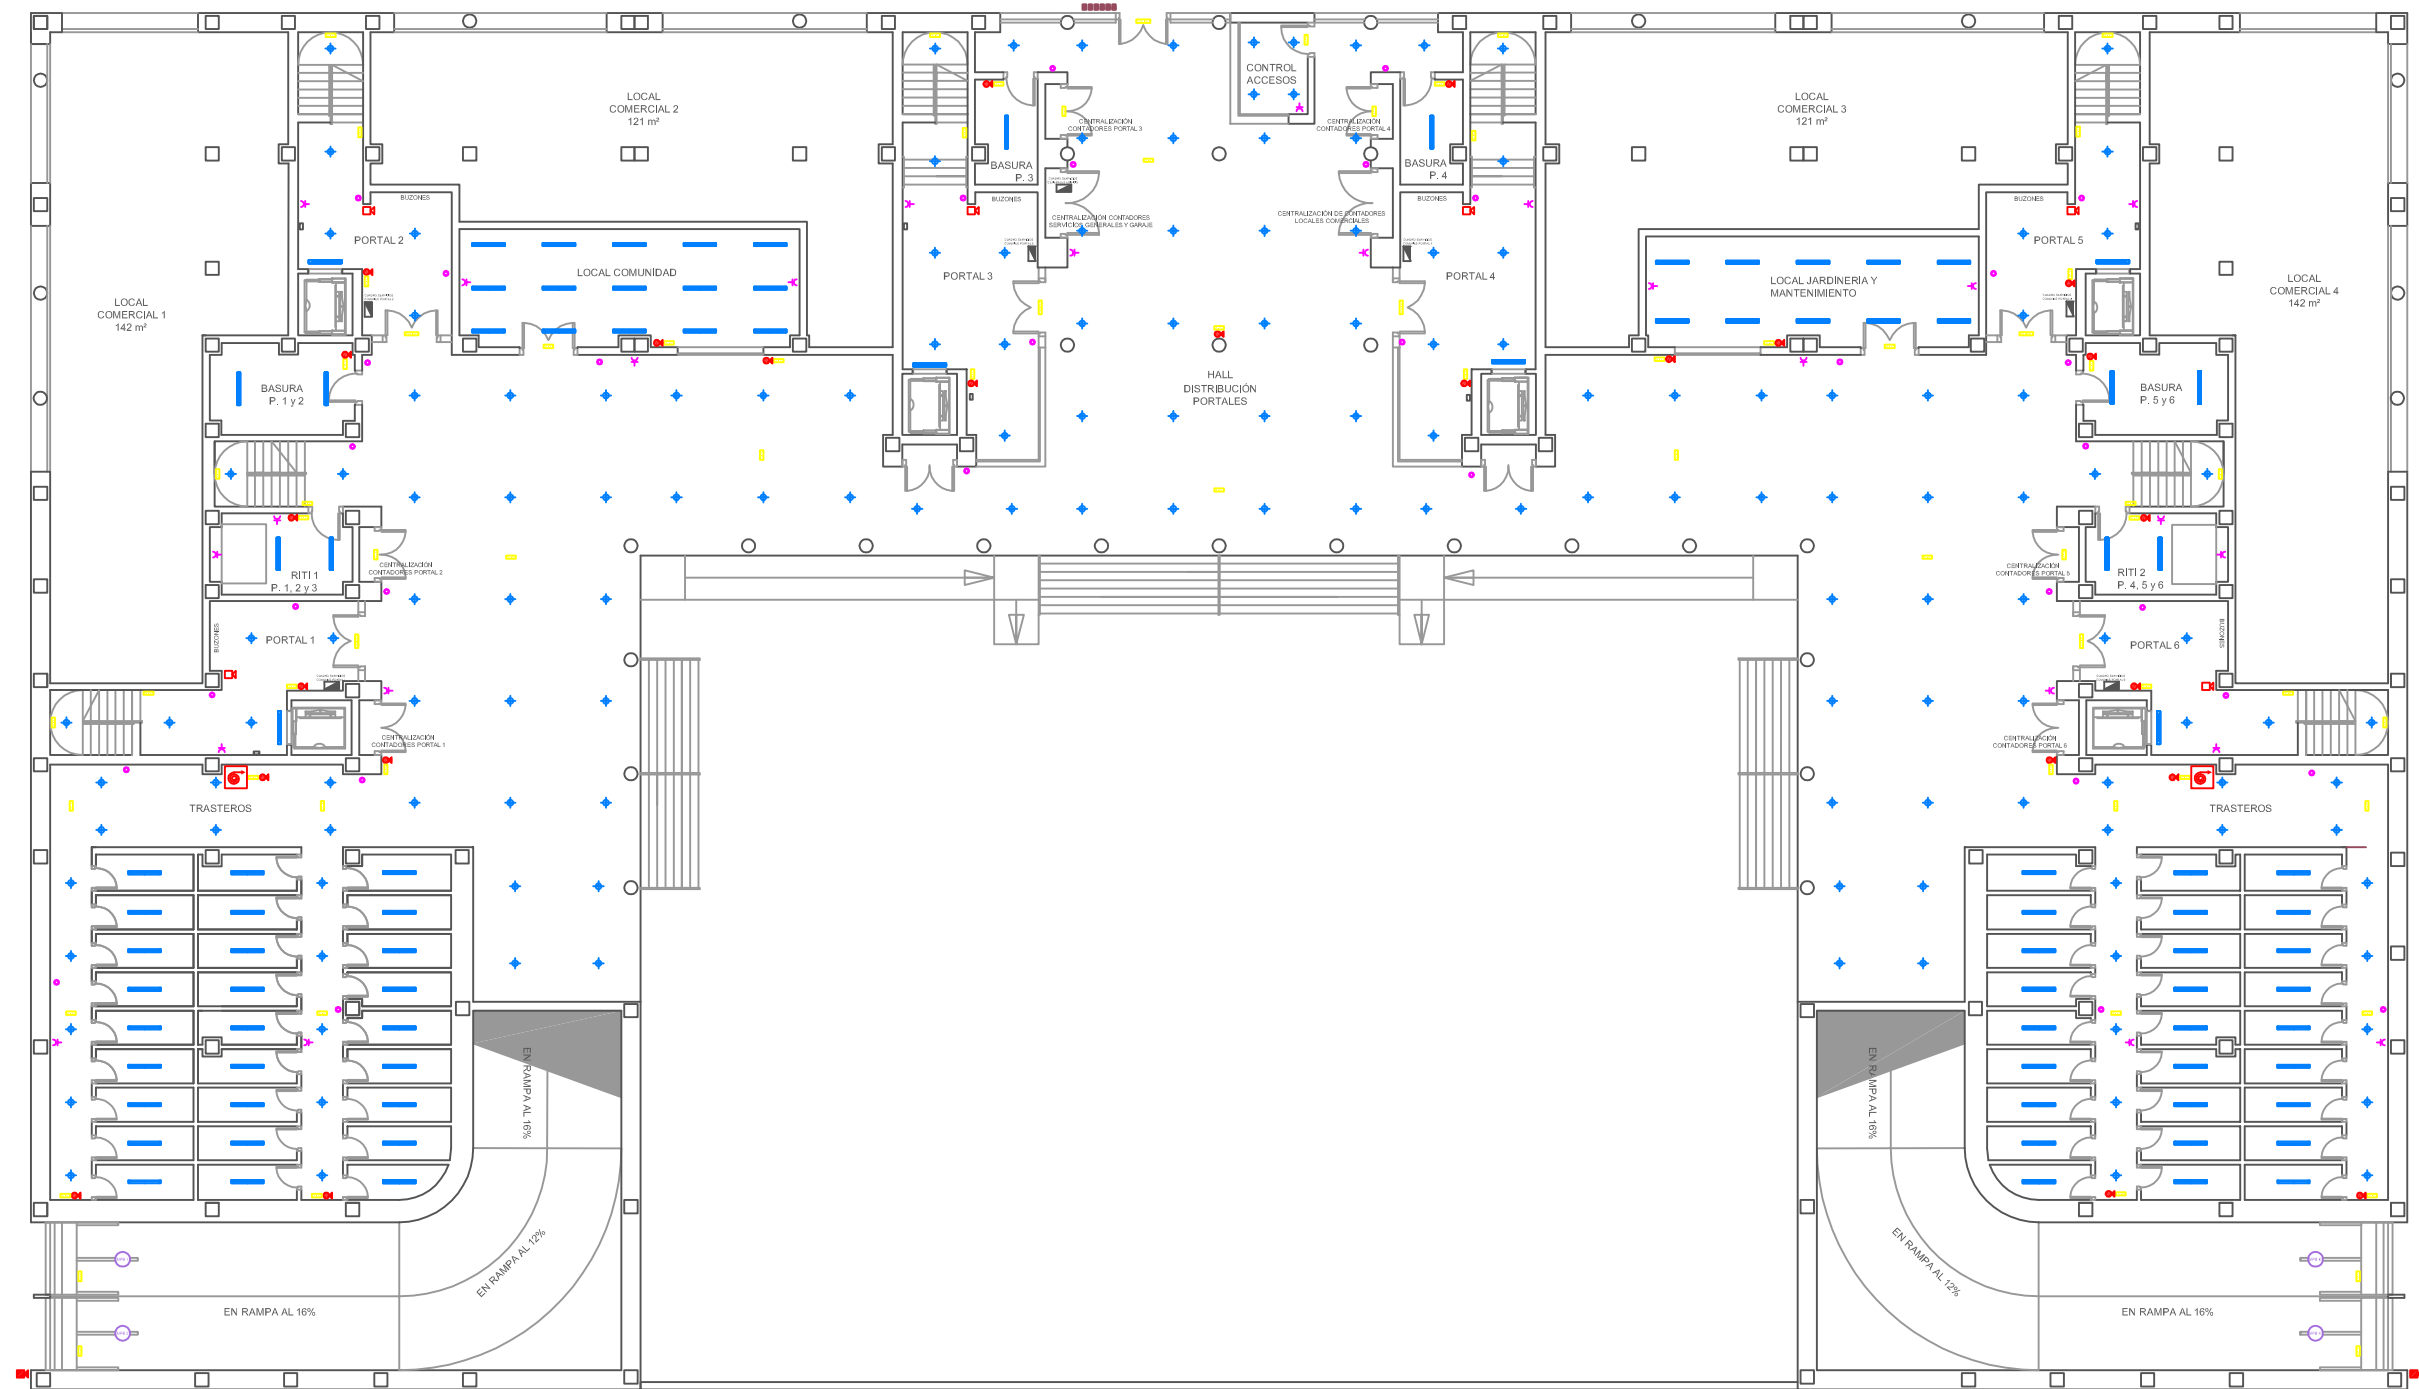 CONTROL
ACCESOS
LOCAL
COMERCIAL 2
121 m²
LOCAL
COMERCIAL 3
121 m²
CENTRALIZACIÓN
CONTADORES PORTAL 3
CENTRALIZACIÓN
CONTADORES PORTAL 4
BASURA
P. 3
BASURA
P. 4
BUZONES
BUZONES
BUZONES
BUZONES
CENTRALIZACIÓN CONTADORES
SERVICIOS GENERALES Y GARAJE
CENTRALIZACIÓN DE CONTADORES
LOCALES COMERCIALES
PORTAL 2
PORTAL 5
LOCAL COMUNIDAD
PORTAL 3
PORTAL 4
LOCAL JARDINERÍA Y
MANTENIMIENTO
LOCAL
COMERCIAL 1
142 m²
LOCAL
COMERCIAL 4
142 m²
BASURA
P. 1 y 2
HALL
DISTRIBUCIÓN
PORTALES
BASURA
P. 5 y 6
CENTRALIZACIÓN
CONTADORES PORTAL 2
CENTRALIZACIÓN
CONTADORES PORTAL 5
RITI 1
P. 1, 2 y 3
RITI 2
P. 4, 5 y 6
BUZONES
PORTAL 1
PORTAL 6
BUZONES
CENTRALIZACIÓN
CONTADORES PORTAL 1
CENTRALIZACIÓN
CONTADORES PORTAL 6
TRASTEROS
TRASTEROS
EN RAMPA AL 16%
EN RAMPA AL 16%
EN RAMPA AL 12%
EN RAMPA AL 12%
EN RAMPA AL 16%
EN RAMPA AL 16%